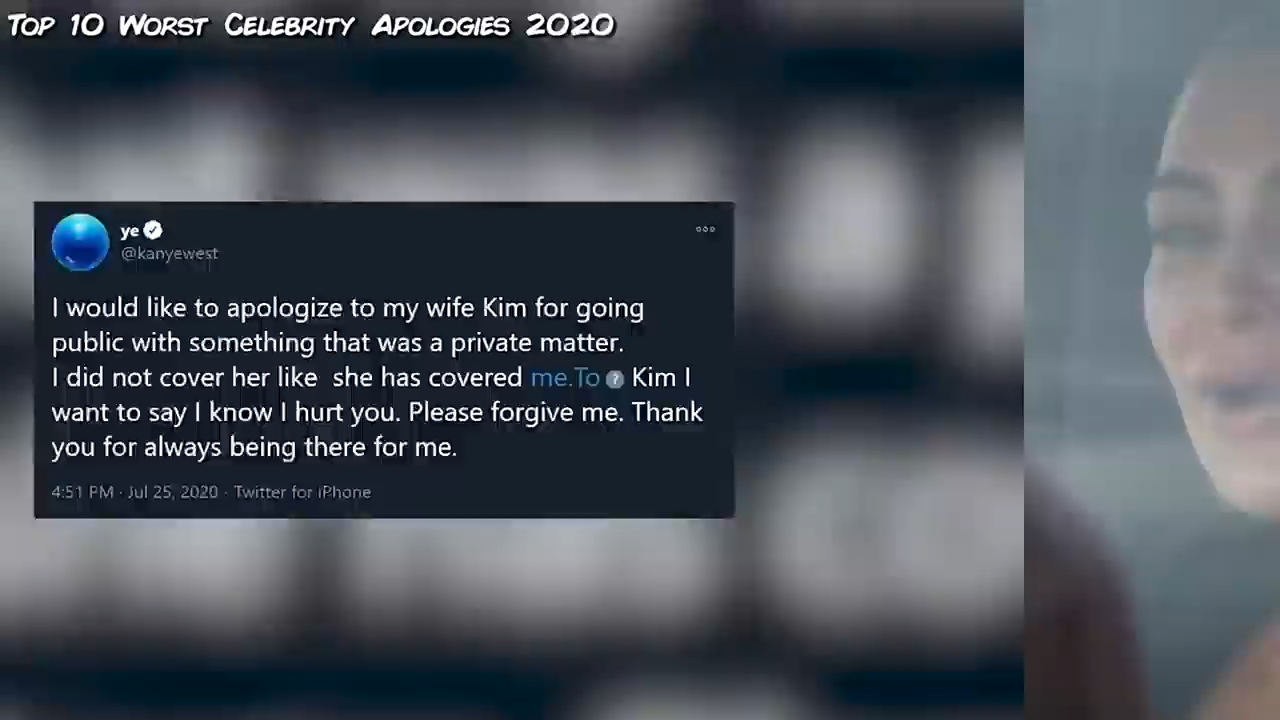 Top 10 Worst Celebrity Apologies 2020
ye
@kanyewest
I would like to apologize to my wife Kim for going
public with something that was a private matter.
I did not cover her like she has covered me.To ? Kim I
want to say I know I hurt you. Please forgive me. Thank
you for always being there for me.
4:51 PM · Jul 25, 2020 · Twitter for iPhone